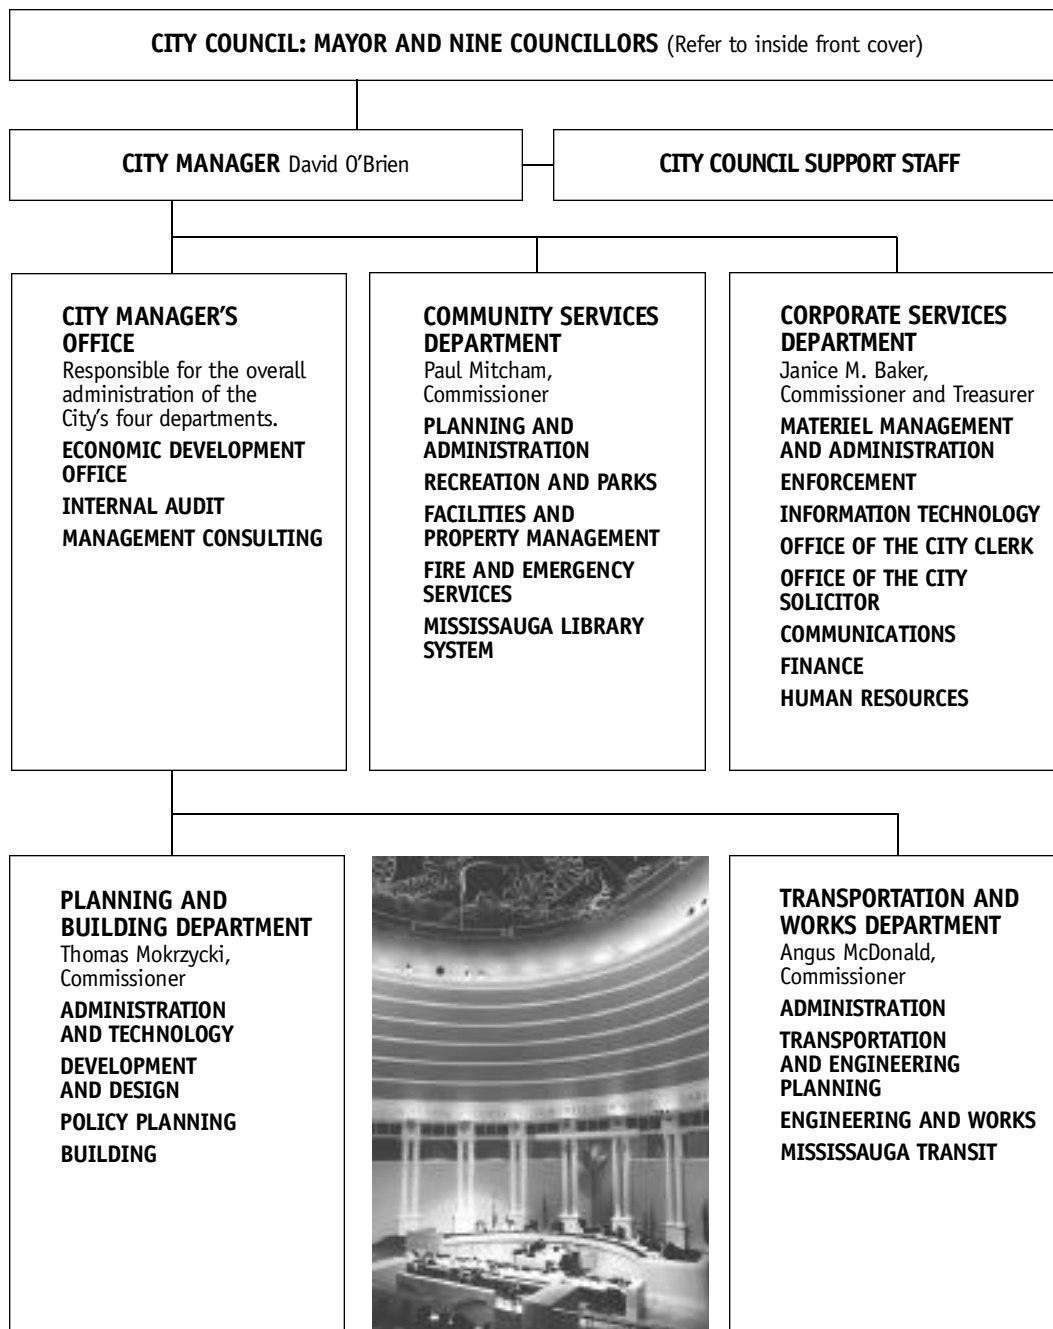 CITY COUNCIL: MAYOR AND NINE COUNCILLORS (Refer to inside front cover)
CITY MANAGER David O'Brien
CITY COUNCIL SUPPORT STAFF
CITY MANAGER'S
OFFICE
Responsible for the overall
administration of the
City's four departments.
ECONOMIC DEVELOPMENT
OFFICE
INTERNAL AUDIT
MANAGEMENT CONSULTING
COMMUNITY SERVICES
DEPARTMENT
Paul Mitcham,
Commissioner
PLANNING AND
ADMINISTRATION
RECREATION AND PARKS
FACILITIES AND
PROPERTY MANAGEMENT
FIRE AND EMERGENCY
SERVICES
MISSISSAUGA LIBRARY
SYSTEM
CORPORATE SERVICES
DEPARTMENT
Janice M. Baker,
Commissioner and Treasurer
MATERIEL MANAGEMENT
AND ADMINISTRATION
ENFORCEMENT
INFORMATION TECHNOLOGY
OFFICE OF THE CITY CLERK
OFFICE OF THE CITY
SOLICITOR
COMMUNICATIONS
FINANCE
HUMAN RESOURCES
PLANNING AND
BUILDING DEPARTMENT
Thomas Mokrzycki,
Commissioner
ADMINISTRATION
AND TECHNOLOGY
DEVELOPMENT
AND DESIGN
POLICY PLANNING
BUILDING
TRANSPORTATION AND
WORKS DEPARTMENT
Angus McDonald,
Commissioner
ADMINISTRATION
TRANSPORTATION
AND ENGINEERING
PLANNING
ENGINEERING AND WORKS
MISSISSAUGA TRANSIT